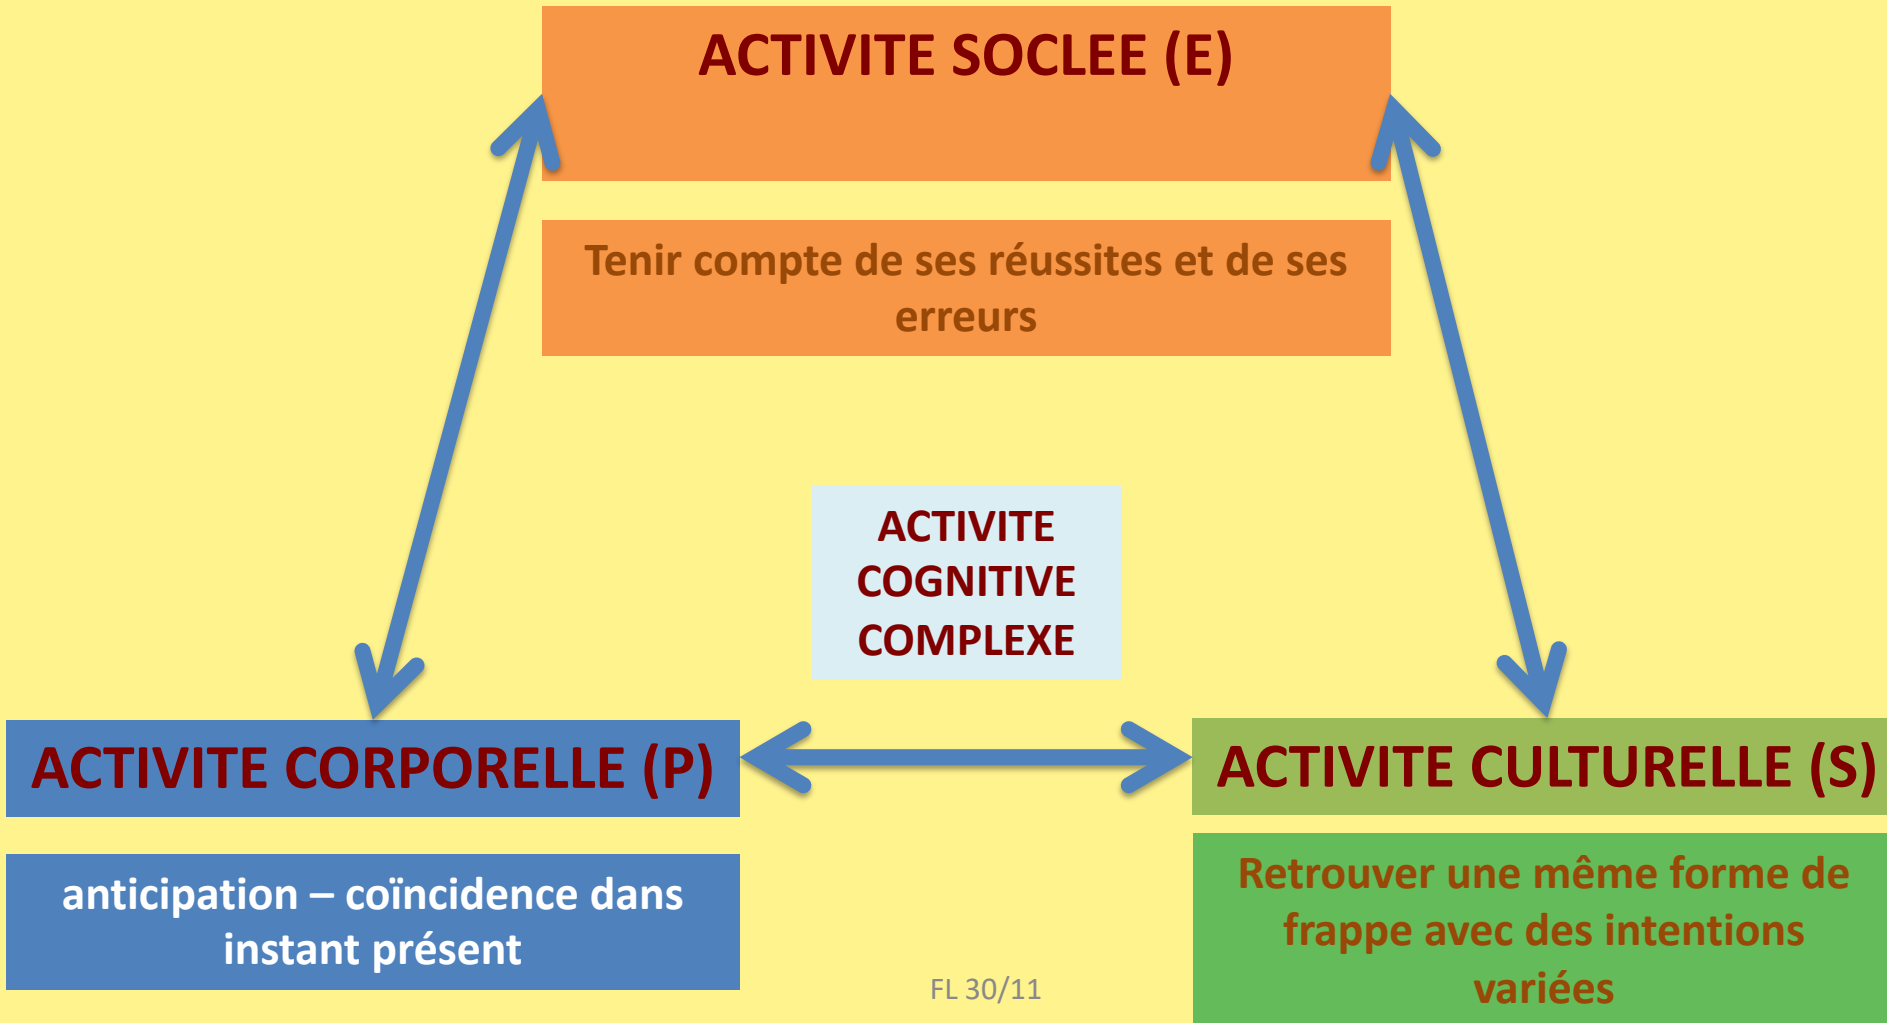 ACTIVITE SOCLEE (E)
Tenir compte de ses réussites et de ses
erreurs
ACTIVITE
COGNITIVE
COMPLEXE
ACTIVITE CORPORELLE (P)
ACTIVITE CULTURELLE (S)
anticipation – coïncidence dans
instant présent
Retrouver une même forme de
frappe avec des intentions
variées
FL 30/11